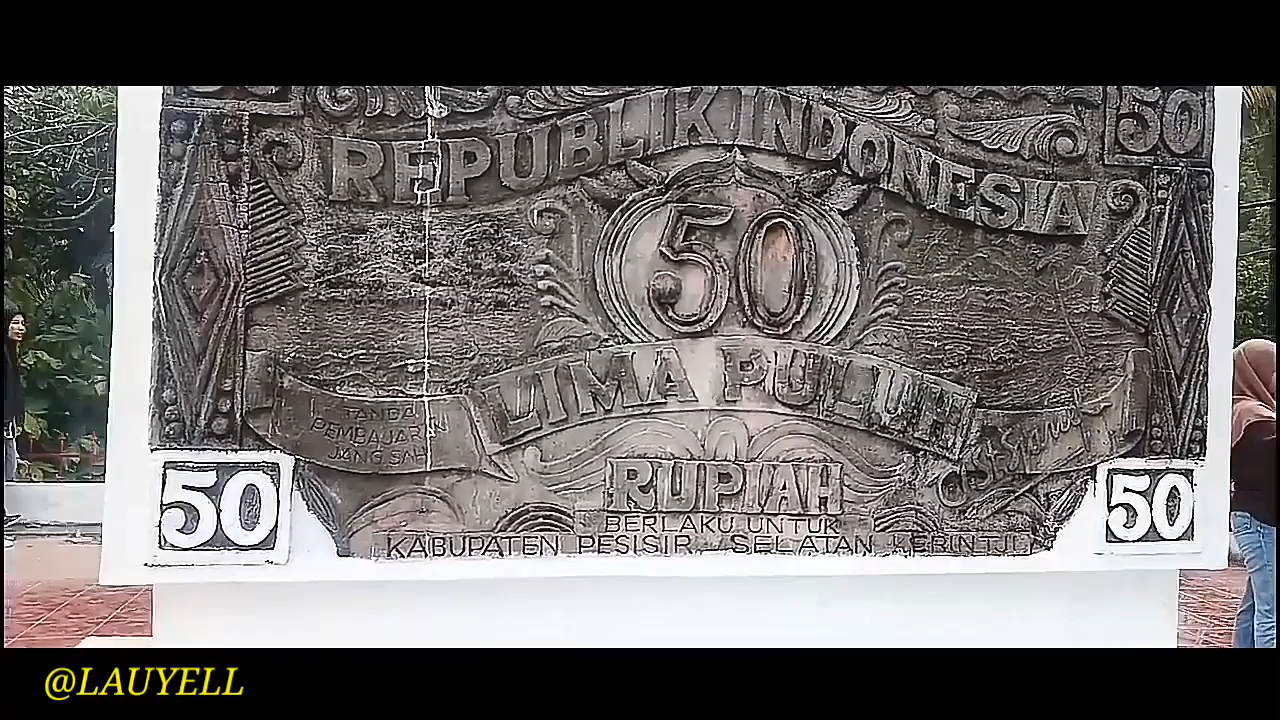 50
REPUBLIK INDONESIA
50
LIMA PULUH
TANDA
PEMBAJARAN
JANG SAH
RUPIAH
BERLAKU UNTUK
KABUPATEN PESISIR SELATAN KERINTJI
50
50
@LAUYELL